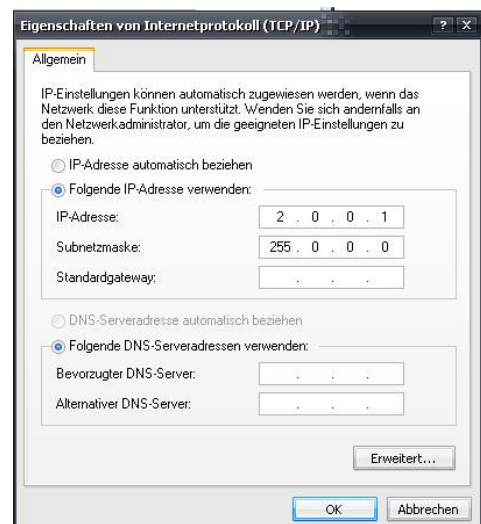 Eigenschaften von Internetprotokoll (TCP/IP)
Allgemein
IP-Einstellungen können automatisch zugewiesen werden, wenn das
Netzwerk diese Funktion unterstützt. Wenden Sie sich andernfalls an
den Netzwerkadministrator, um die geeigneten IP-Einstellungen zu
beziehen.
IP-Adresse automatisch beziehen
Folgende IP-Adresse verwenden:
IP-Adresse: 2 . 0 . 0 . 1
Subnetzmaske: 255 . 0 . 0 . 0
Standardgateway: . . .
DNS-Serveradresse automatisch beziehen
Folgende DNS-Serveradressen verwenden:
Bevorzugter DNS-Server: . . .
Alternativer DNS-Server: . . .
Erweitert...
OK Abbrechen